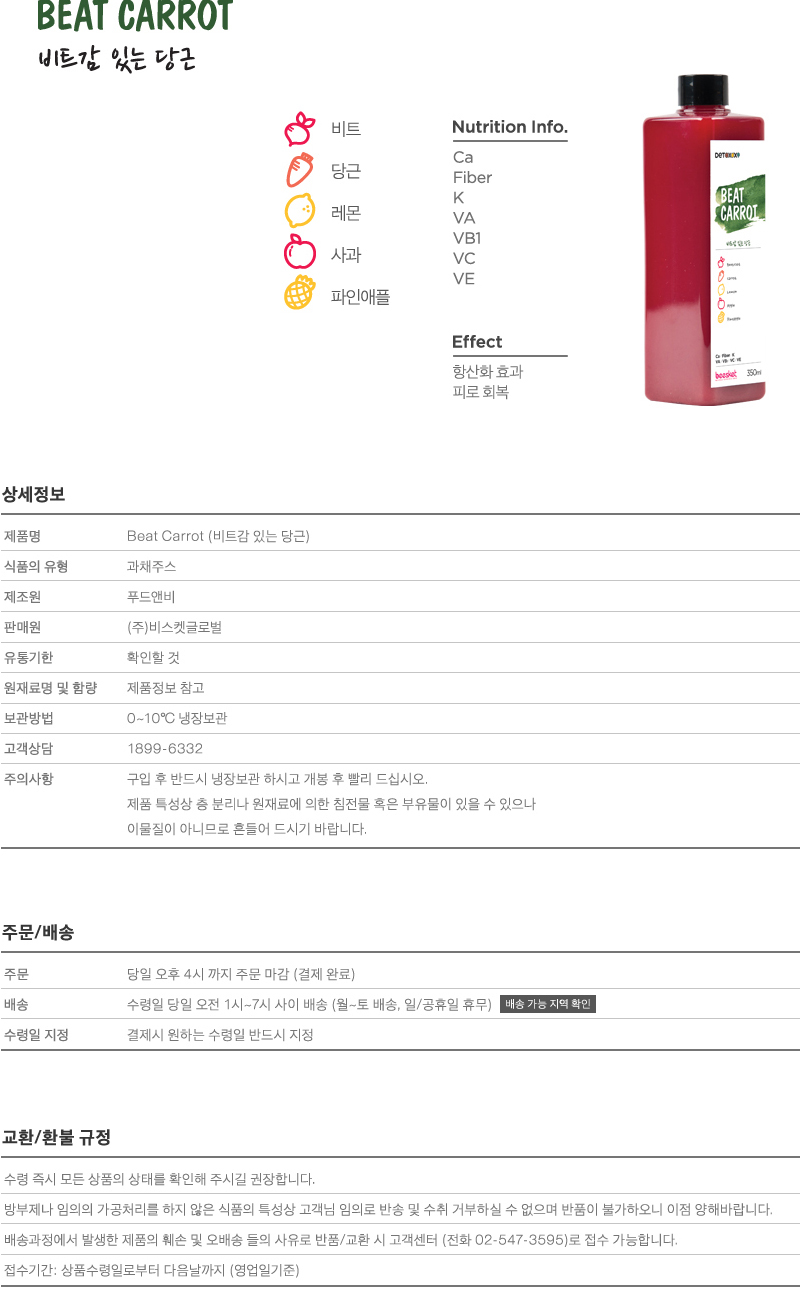 BEAT CARROT
비트감 있는 당근
비트
당근
레몬
사과
파인애플
Nutrition Info.
Ca
Fiber
K
VA
VB1
VC
VE
Effect
항산화 효과
피로 회복
BEAT
CARROT
비트감 있는 당근
Ca Fiber K
VA VB1 VC VE
beesket 350ml
상세정보
제품명 Beat Carrot (비트감 있는 당근)
식품의 유형 과채주스
제조원 푸드앤비
판매원 (주)비스켓글로벌
유통기한 확인할 것
원재료명 및 함량 제품정보 참고
보관방법 0~10℃ 냉장보관
고객상담 1899-6332
주의사항 구입 후 반드시 냉장보관 하시고 개봉 후 빨리 드십시오.
제품 특성상 층 분리나 원재료에 의한 침전물 혹은 부유물이 있을 수 있으나
이물질이 아니므로 흔들어 드시기 바랍니다.
주문/배송
주문 당일 오후 4시 까지 주문 마감 (결제 완료)
배송 수령일 당일 오전 1시~7시 사이 배송 (월~토 배송, 일/공휴일 휴무) 배송 가능 지역 확인
수령일 지정 결제시 원하는 수령일 반드시 지정
교환/환불 규정
수령 즉시 모든 상품의 상태를 확인해 주시길 권장합니다.
방부제나 임의의 가공처리를 하지 않은 식품의 특성상 고객님 임의로 반송 및 수취 거부하실 수 없으며 반품이 불가하오니 이점 양해바랍니다.
배송과정에서 발생한 제품의 훼손 및 오배송 들의 사유로 반품/교환 시 고객센터 (전화 02-547-3595)로 접수 가능합니다.
접수기간: 상품수령일로부터 다음날까지 (영업일기준)